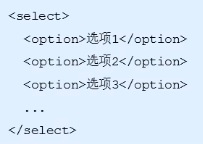 <select>
<option>选项1</option>
<option>选项2</option>
<option>选项3</option>
...
</select>